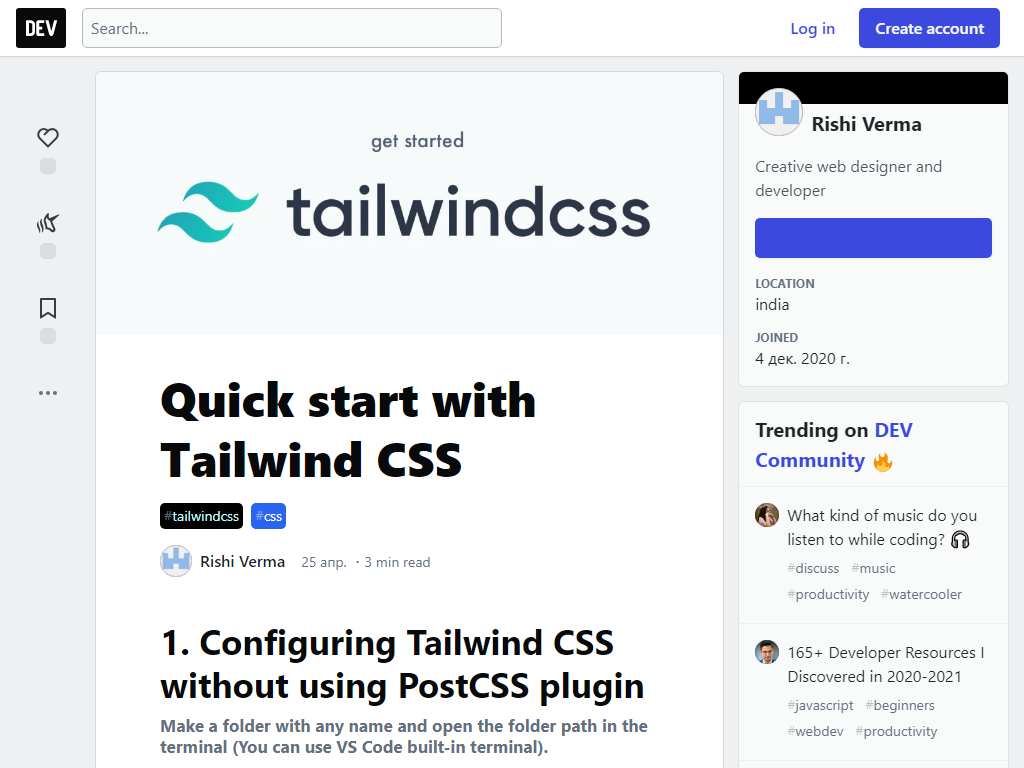 DEV
Search...
Log in
Create account
get started
tailwindcss
Quick start with
Tailwind CSS
#tailwindcss #css
Rishi Verma 25 апр. · 3 min read
1. Configuring Tailwind CSS
without using PostCSS plugin
Make a folder with any name and open the folder path in the
terminal (You can use VS Code built-in terminal).
Rishi Verma
Creative web designer and
developer
LOCATION
india
JOINED
4 дек. 2020 г.
Trending on DEV
Community 🔥
What kind of music do you
listen to while coding? 🎧
#discuss #music
#productivity #watercooler
165+ Developer Resources I
Discovered in 2020-2021
#javascript #beginners
#webdev #productivity